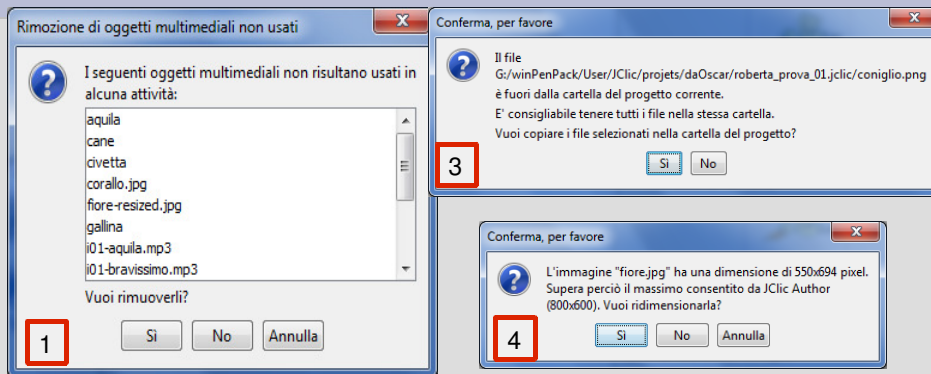 Rimozione di oggetti multimediali non usati
I seguenti oggetti multimediali non risultano usati in
alcuna attività:
aquila
cane
civetta
corallo.jpg
fiore-resized.jpg
gallina
i01-aquila.mp3
i01-bravissimo.mp3
Vuoi rimuoverli?
Sì No Annulla
1
Conferma, per favore
Il file
G:/winPenPack/User/JClic/projets/daOscar/roberta_prova_01.jclic/coniglio.png
è fuori dalla cartella del progetto corrente.
E' consigliabile tenere tutti i file nella stessa cartella.
Vuoi copiare i file selezionati nella cartella del progetto?
Sì No
3
Conferma, per favore
L'immagine "fiore.jpg" ha una dimensione di 550x694 pixel.
Supera perciò il massimo consentito da JClic Author
(800x600). Vuoi ridimensionarla?
Sì No Annulla
4